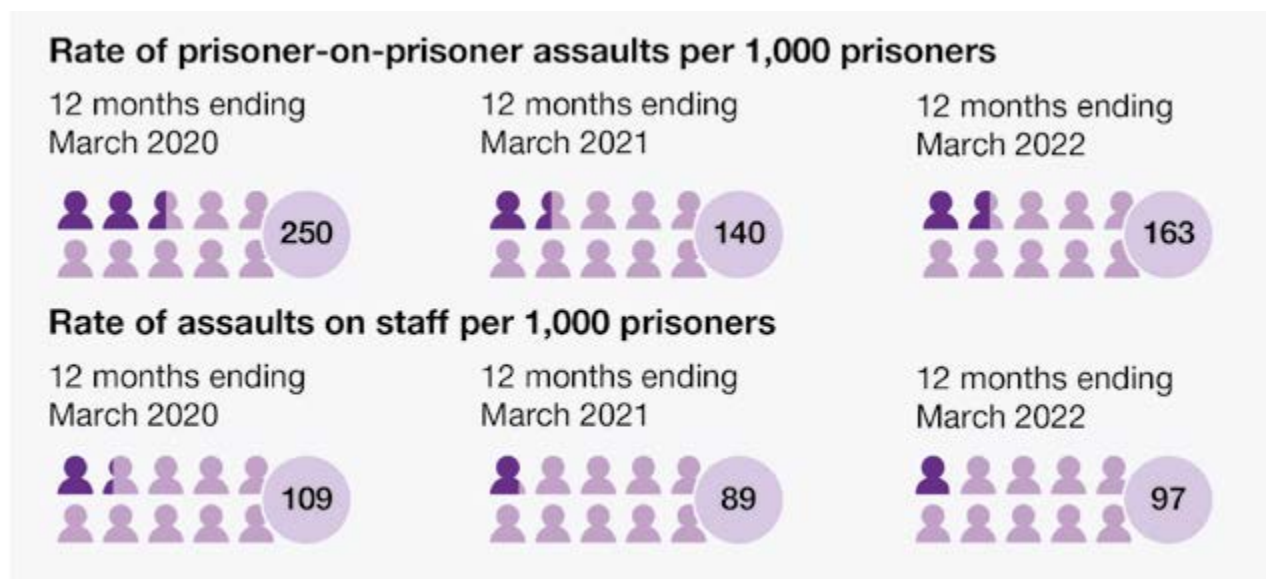 Rate of prisoner-on-prisoner assaults per 1,000 prisoners
12 months ending
March 2020
250
12 months ending
March 2021
140
12 months ending
March 2022
163
Rate of assaults on staff per 1,000 prisoners
12 months ending
March 2020
109
12 months ending
March 2021
89
12 months ending
March 2022
97